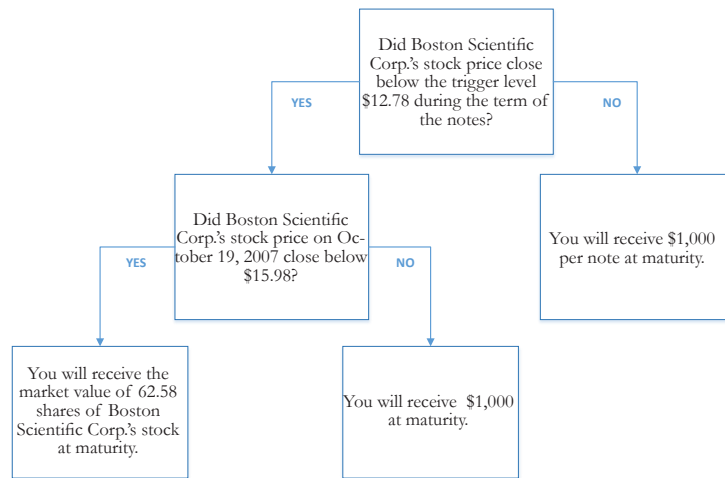 Did Boston Scientific
Corp.'s stock price close
below the trigger level
$12.78 during the term of
the notes?
YES
NO
Did Boston Scientific
Corp.'s stock price on Oc-
tober 19, 2007 close below
$15.98?
You will receive $1,000
per note at maturity.
YES
NO
You will receive the
market value of 62.58
shares of Boston
Scientific Corp.'s stock
at maturity.
You will receive $1,000
at maturity.